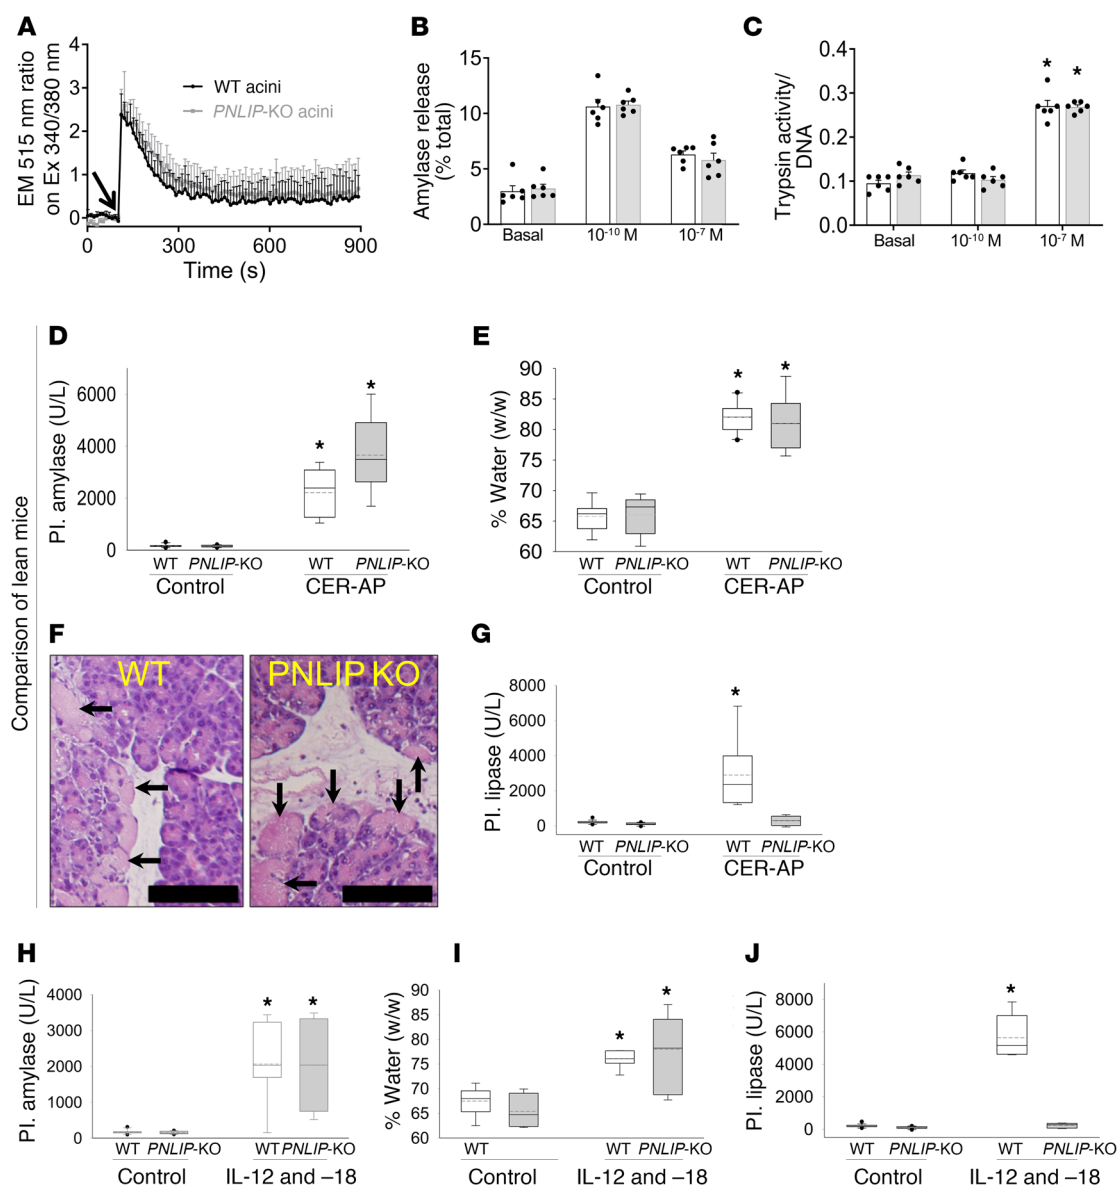 A
EM 515 nm ratio
on Ex 340/380 nm
4
3
2
1
0
WT acini
PNLIP-KO acini
0
300
600
900
Time (s)
B
Amylase release
(% total)
15
10
5
0
Basal
10⁻¹⁰ M
10⁻⁷ M
C
Trypsin activity/
DNA
0.4
0.3
0.2
0.1
0.0
* *
Basal
10⁻¹⁰ M
10⁻⁷ M
Comparison of lean mice
D
Pl. amylase (U/L)
6000
4000
2000
0
* *
WT PNLIP-KO WT PNLIP-KO
Control CER-AP
E
% Water (w/w)
90
85
80
75
70
65
60
* *
WT PNLIP-KO WT PNLIP-KO
Control CER-AP
F
WT
PNLIP KO
G
Pl. lipase (U/L)
8000
6000
4000
2000
0
*
WT PNLIP-KO WT PNLIP-KO
Control CER-AP
H
Pl. amylase (U/L)
4000
3000
2000
1000
0
* *
WT PNLIP-KO WT PNLIP-KO
Control IL-12 and –18
I
% Water (w/w)
90
85
80
75
70
65
60
* *
WT WT PNLIP-KO
Control IL-12 and –18
J
Pl. lipase (U/L)
8000
6000
4000
2000
0
*
WT PNLIP-KO WT PNLIP-KO
Control IL-12 and –18